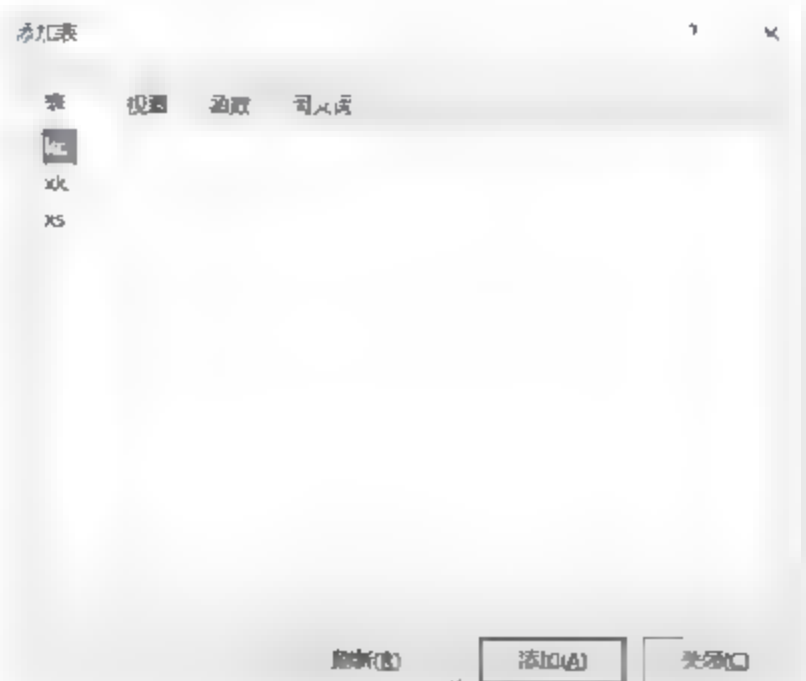 添加表 ? ×
表 视图 函数 同义词
kc
xk
xs
刷新(R) 添加(A) 关闭(C)